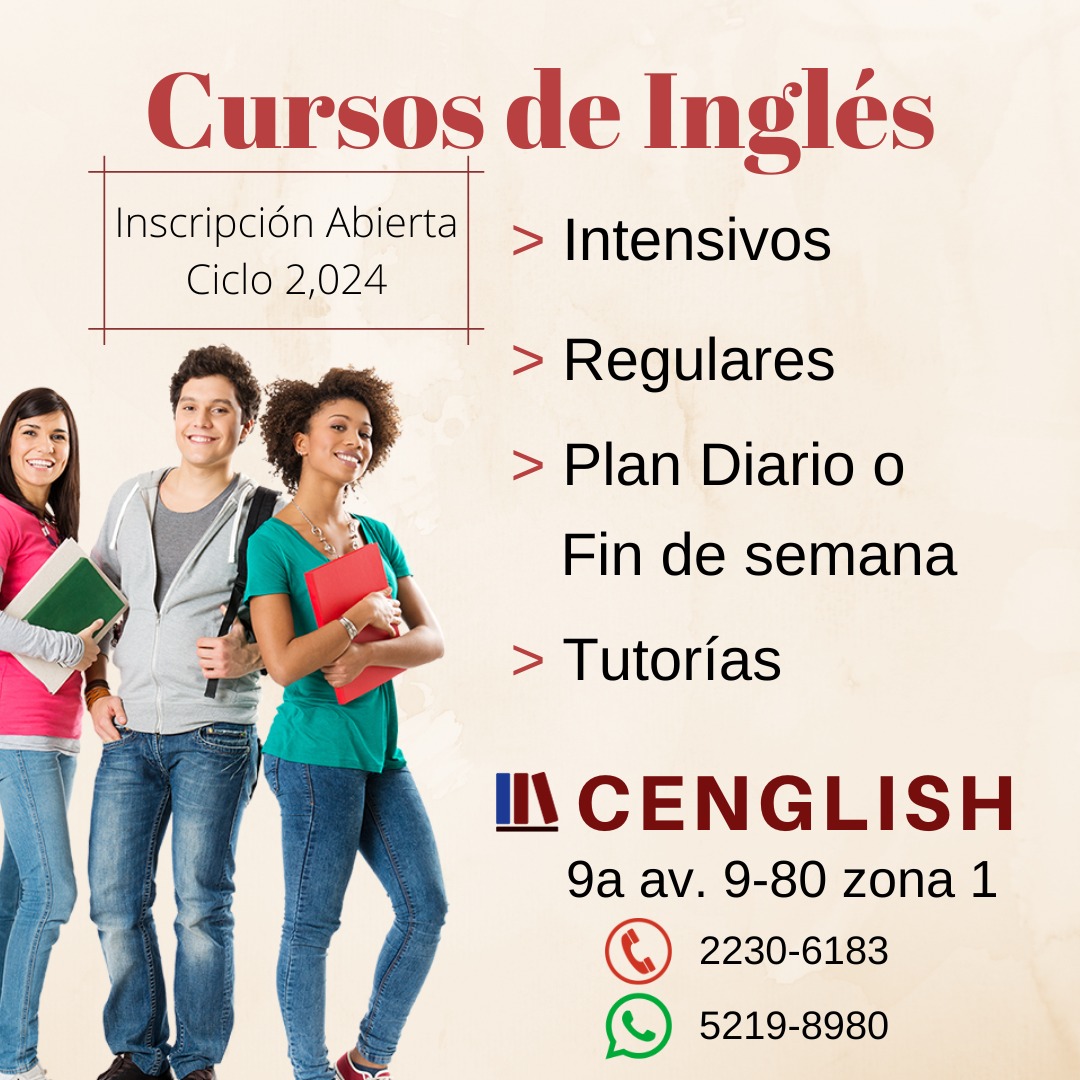 Cursos de Inglés
Inscripción Abierta
Ciclo 2,024
> Intensivos
> Regulares
> Plan Diario o
Fin de semana
> Tutorías
CENGLISH
9a av. 9-80 zona 1
2230-6183
5219-8980